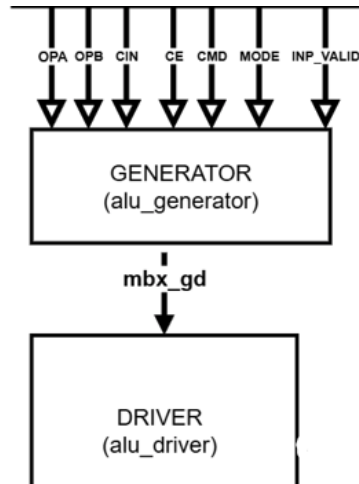 OPA OPB CIN CE CMD MODE INP_VALID
GENERATOR
(alu_generator)
mbx_gd
DRIVER
(alu_driver)